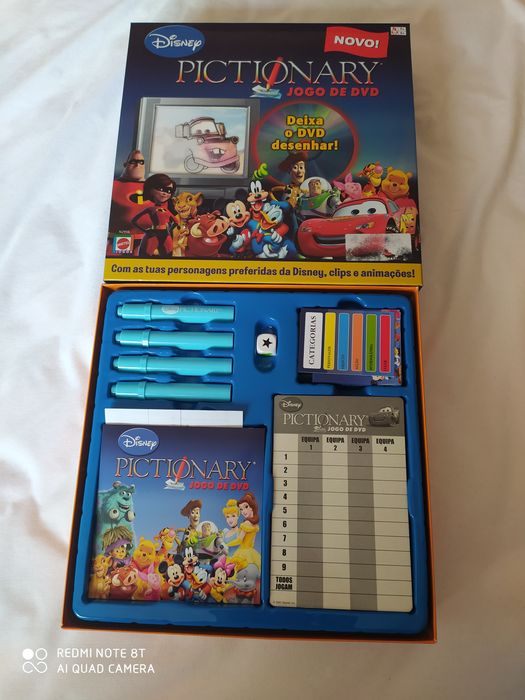 Disney
NOVO!
PICTIONARY
JOGO DE DVD
Deixa
o DVD
desenhar!
Com as tuas personagens preferidas da Disney, clips e animações!
CATEGORIAS
Disney
PICTIONARY
JOGO DE DVD
EQUIPA 1
EQUIPA 2
EQUIPA 3
EQUIPA 4
1
2
3
4
5
6
7
8
9
TODOS
JOGAM
Disney
PICTIONARY
JOGO DE DVD
REDMI NOTE 8T
AI QUAD CAMERA